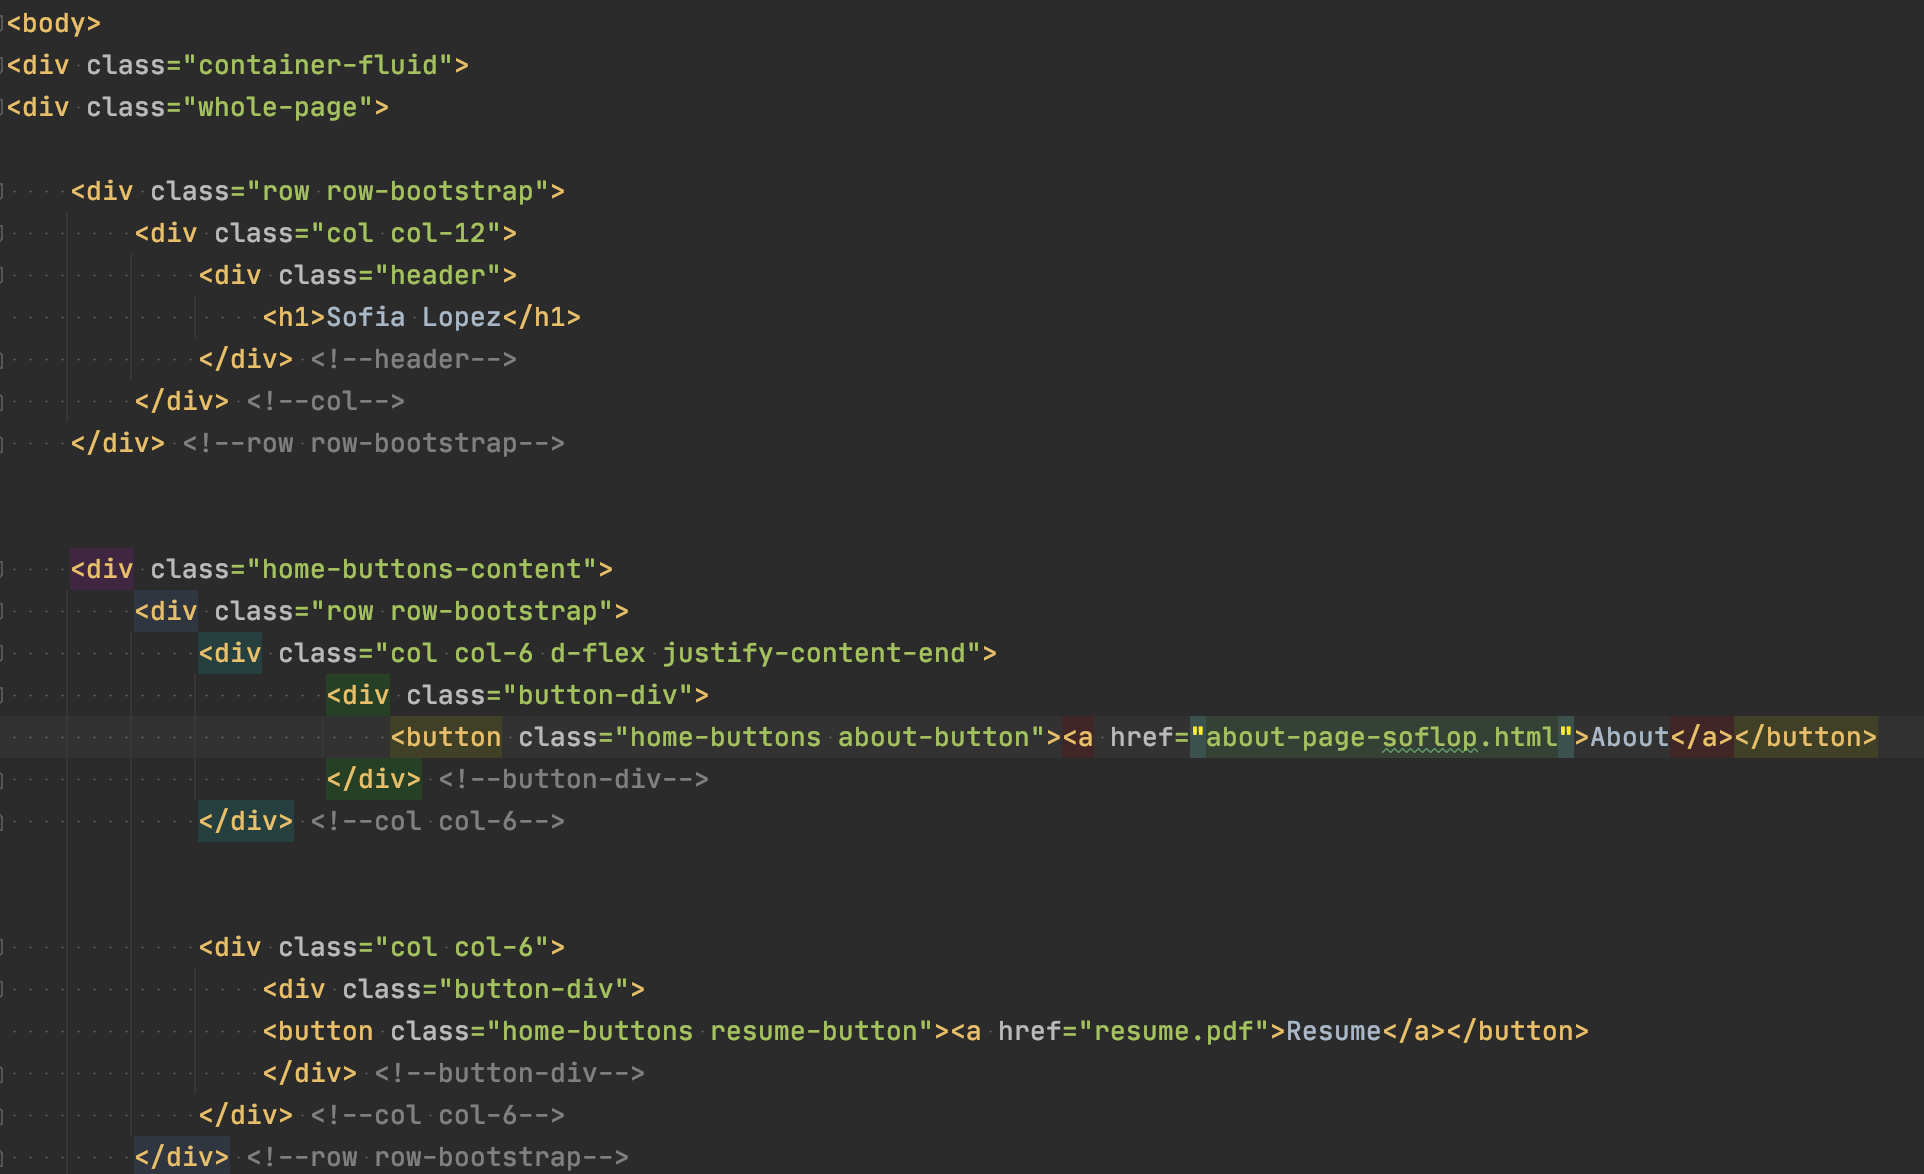 <body>
<div class="container-fluid">
<div class="whole-page">
<div class="row row-bootstrap">
<div class="col col-12">
<div class="header">
<h1>Sofia Lopez</h1>
</div> <!--header-->
</div> <!--col-->
</div> <!--row row-bootstrap-->
<div class="home-buttons-content">
<div class="row row-bootstrap">
<div class="col col-6 d-flex justify-content-end">
<div class="button-div">
<button class="home-buttons about-button"><a href="about-page-soflop.html">About</a></button>
</div> <!--button-div-->
</div> <!--col col-6-->
<div class="col col-6">
<div class="button-div">
<button class="home-buttons resume-button"><a href="resume.pdf">Resume</a></button>
</div> <!--button-div-->
</div> <!--col col-6-->
</div> <!--row row-bootstrap-->